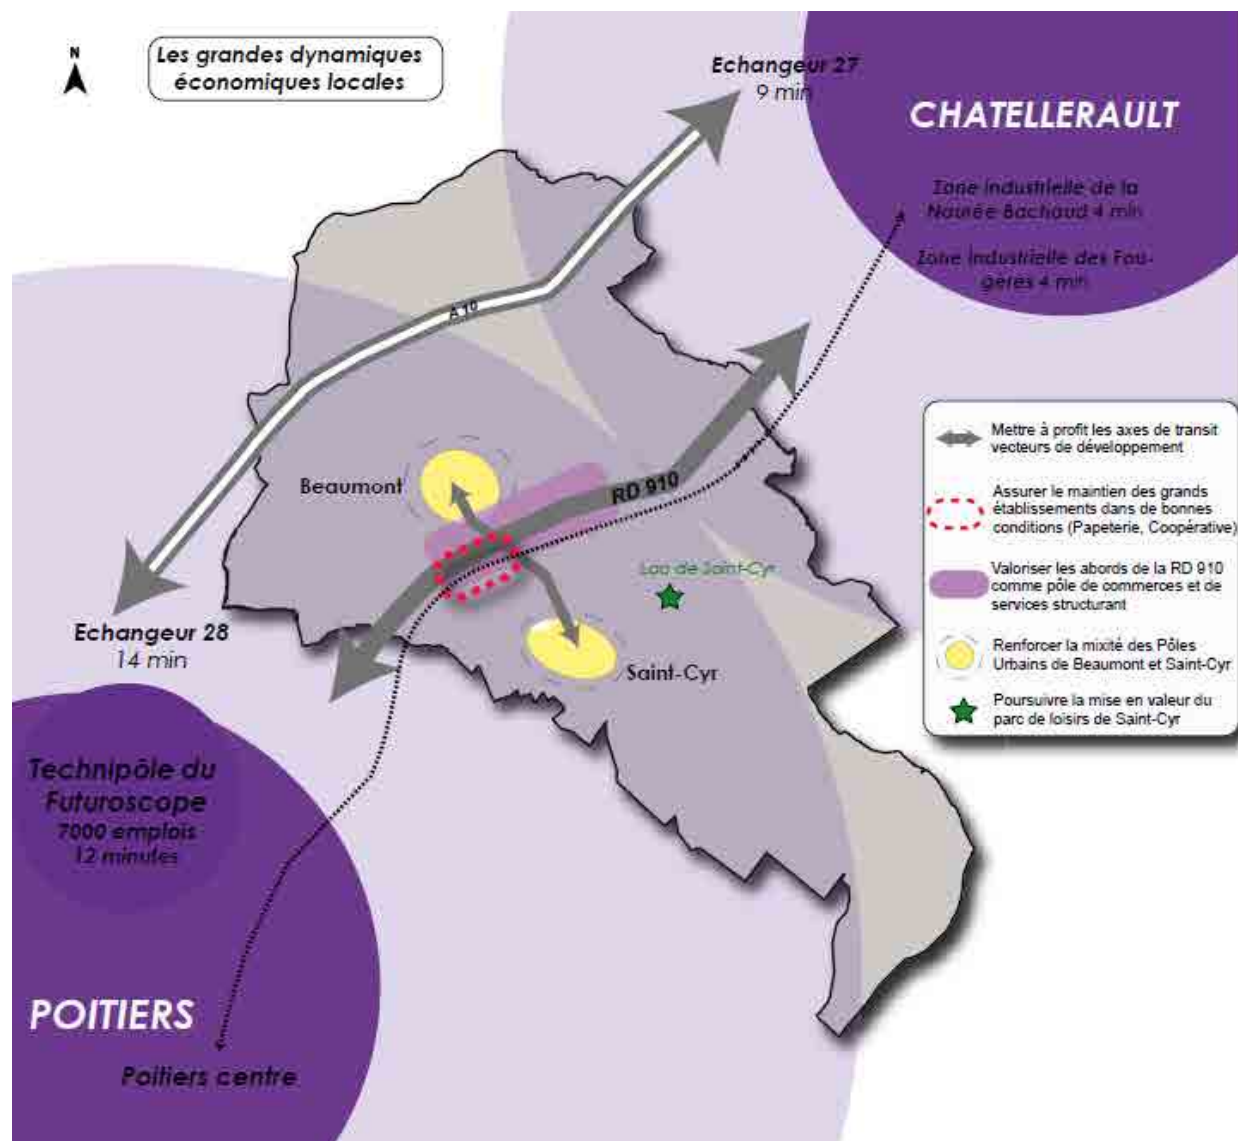 N
Les grandes dynamiques
économiques locales
Echangeur 27
9 min
CHATELLERAULT
Zone industrielle de la
Naurée Bachaud 4 min
Zone industrielle des Fou-
gères 4 min
A 10
Mettre à profit les axes de transit
vecteurs de développement
Beaumont
RD 910
Assurer le maintien des grands
établissements dans de bonnes
conditions (Papeterie, Coopérative)
Lac de Saint-Cyr
Valoriser les abords de la RD 910
comme pôle de commerces et de
services structurant
Echangeur 28
14 min
Saint-Cyr
Renforcer la mixité des Pôles
Urbains de Beaumont et Saint-Cyr
Poursuivre la mise en valeur du
parc de loisirs de Saint-Cyr
Technipôle du
Futuroscope
7000 emplois
12 minutes
POITIERS
Poitiers centre